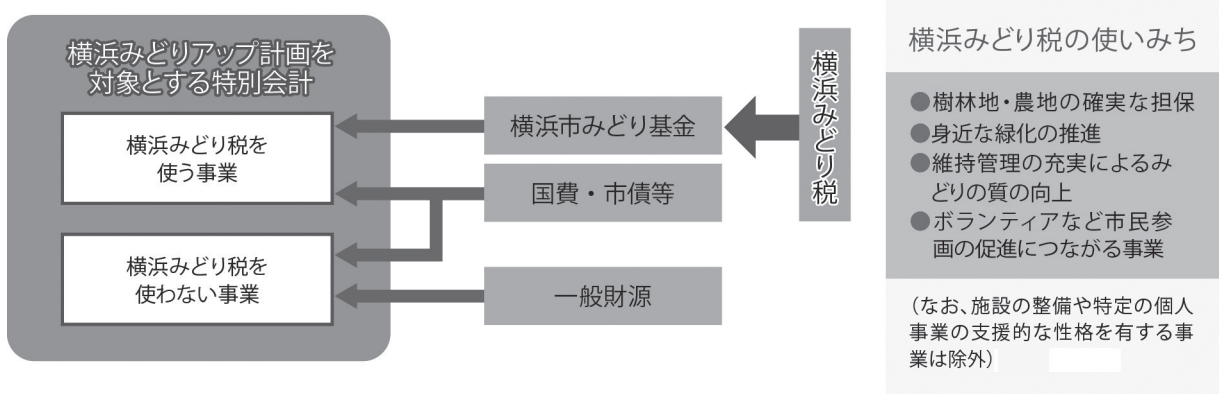 横浜みどりアップ計画を
対象とする特別会計
横浜みどり税を
使う事業
横浜みどり税を
使わない事業
横浜市みどり基金
国費・市債等
一般財源
横浜みどり税
横浜みどり税の使いみち
●樹林地・農地の確実な担保
●身近な緑化の推進
●維持管理の充実によるみ
どりの質の向上
●ボランティアなど市民参
画の促進につながる事業
（なお、施設の整備や特定の個人
事業の支援的な性格を有する事
業は除外）